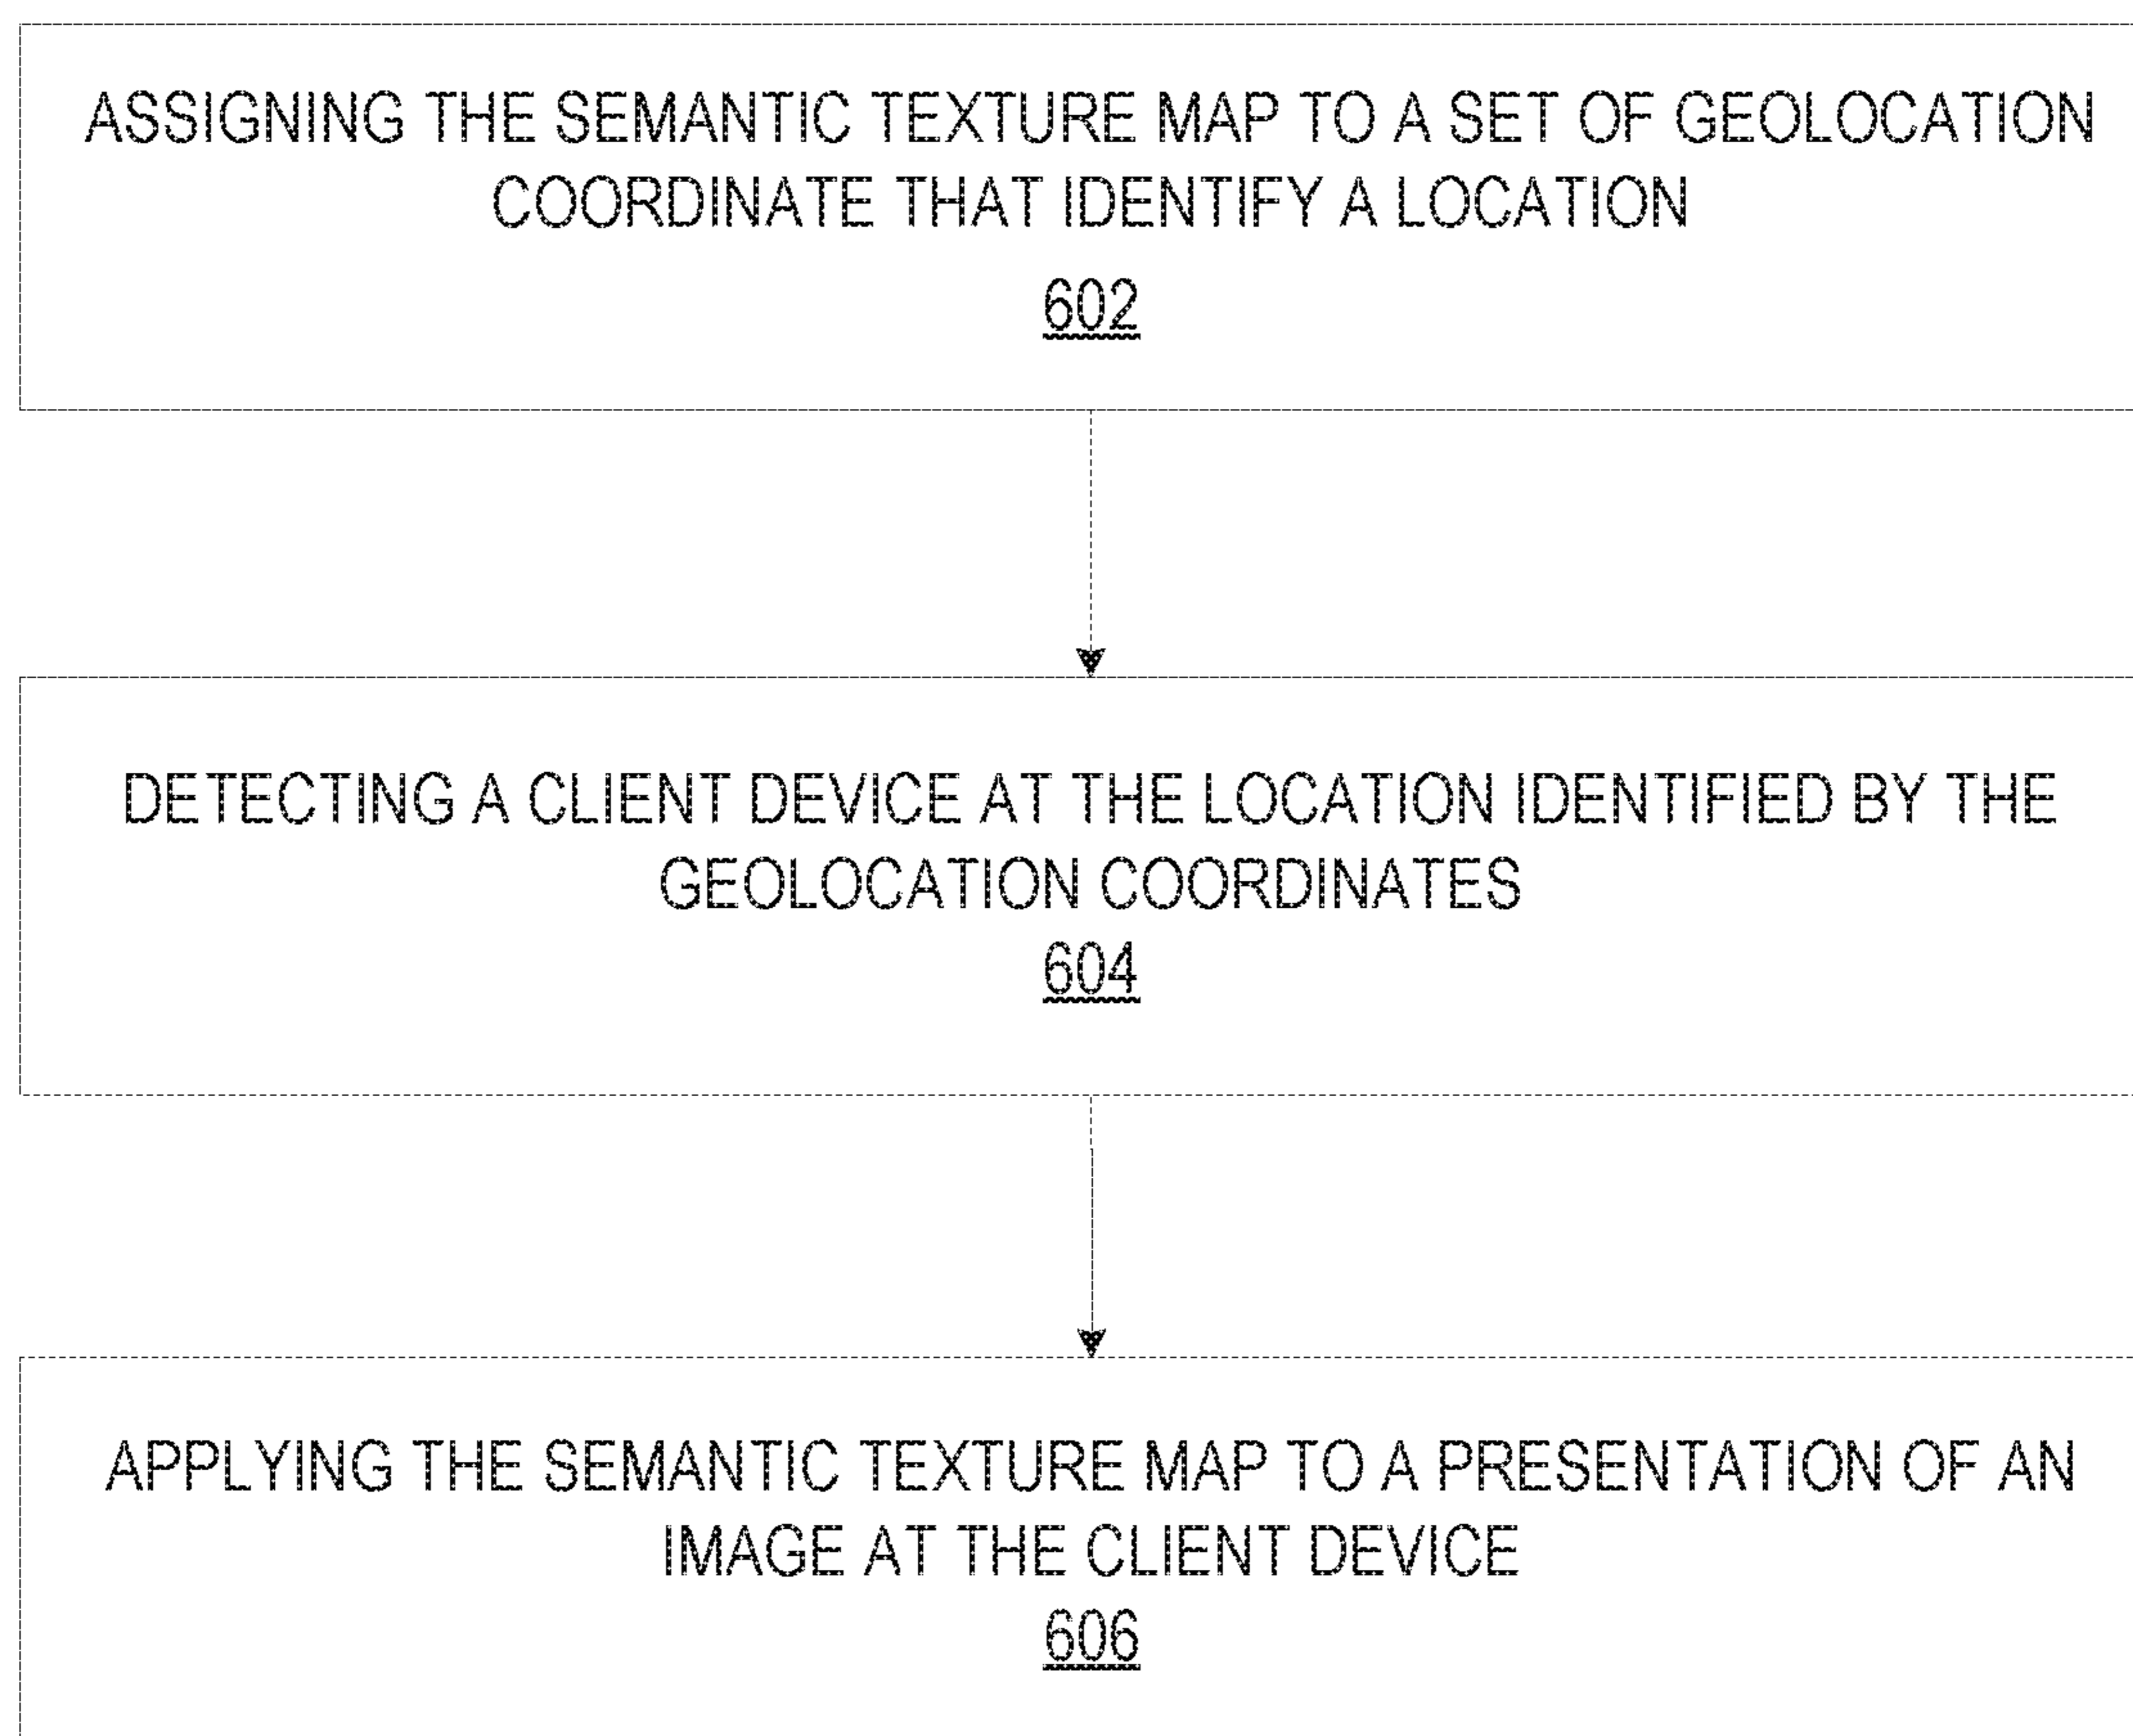 ASSIGNING THE SEMANTIC TEXTURE MAP TO A SET OF GEOLOCATION
COORDINATE THAT IDENTIFY A LOCATION
602
DETECTING A CLIENT DEVICE AT THE LOCATION IDENTIFIED BY THE
GEOLOCATION COORDINATES
604
APPLYING THE SEMANTIC TEXTURE MAP TO A PRESENTATION OF AN
IMAGE AT THE CLIENT DEVICE
606